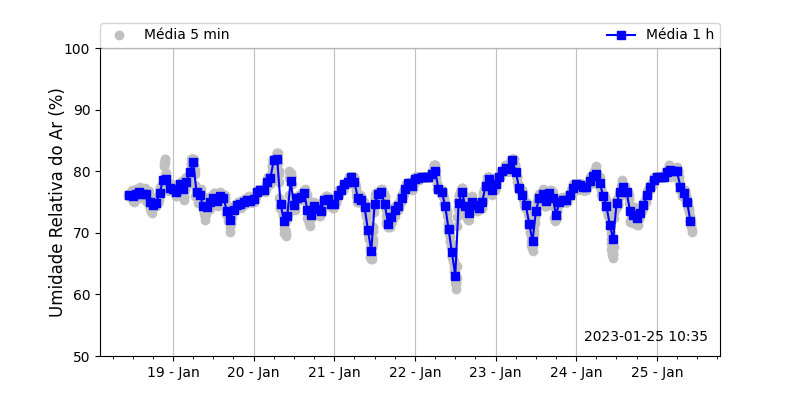 Média 5 min
Média 1 h
Umidade Relativa do Ar (%)
100
90
80
70
60
50
2023-01-25 10:35
19 - Jan
20 - Jan
21 - Jan
22 - Jan
23 - Jan
24 - Jan
25 - Jan